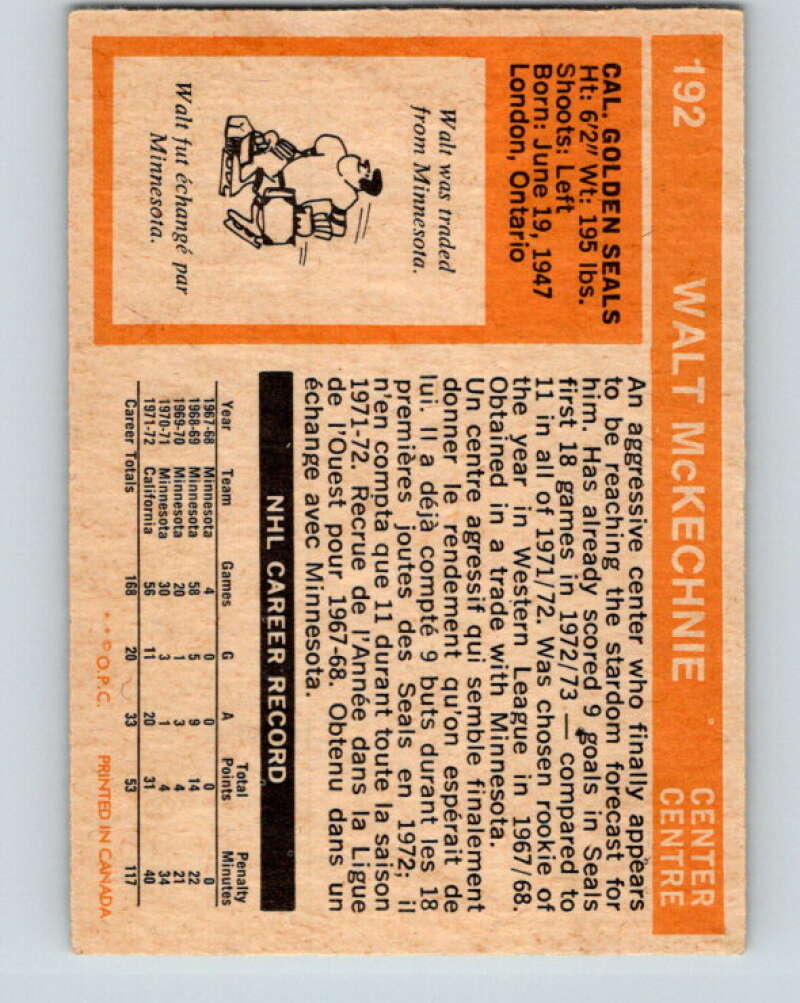 192 WALT McKECHNIE CENTER
CENTRE
CAL. GOLDEN SEALS
Ht: 6'2" Wt: 195 lbs.
Shoots: Left
Born: June 19, 1947
London, Ontario
Walt was traded
from Minnesota.
Walt fut échangé par
Minnesota.
An aggressive center who finally appears
to be reaching the stardom forecast for
him. Has already scored 9 goals in Seals
first 18 games in 1972/73 — compared to
11 in all of 1971/72. Was chosen rookie of
the year in Western League in 1967/68.
Obtained in a trade with Minnesota.
Un centre agressif qui semble finalement
donner le rendement qu'on espérait de
lui. Il a déjà compté 9 buts durant les 18
premières joutes des Seals en 1972; il
n'en compta que 11 durant toute la saison
1971-72. Recrue de l'Année dans la Ligue
de l'Ouest pour 1967-68. Obtenu dans un
échange avec Minnesota.
NHL CAREER RECORD
Year Team Games G A Total Points Penalty Minutes
1967-68 Minnesota 4 0 0 0 0
1968-69 Minnesota 58 5 9 14 22
1969-70 Minnesota 20 1 3 4 21
1970-71 Minnesota 30 3 1 4 34
1971-72 California 56 11 20 31 40
Career Totals 168 20 33 53 117
* * © O.P.C. PRINTED IN CANADA